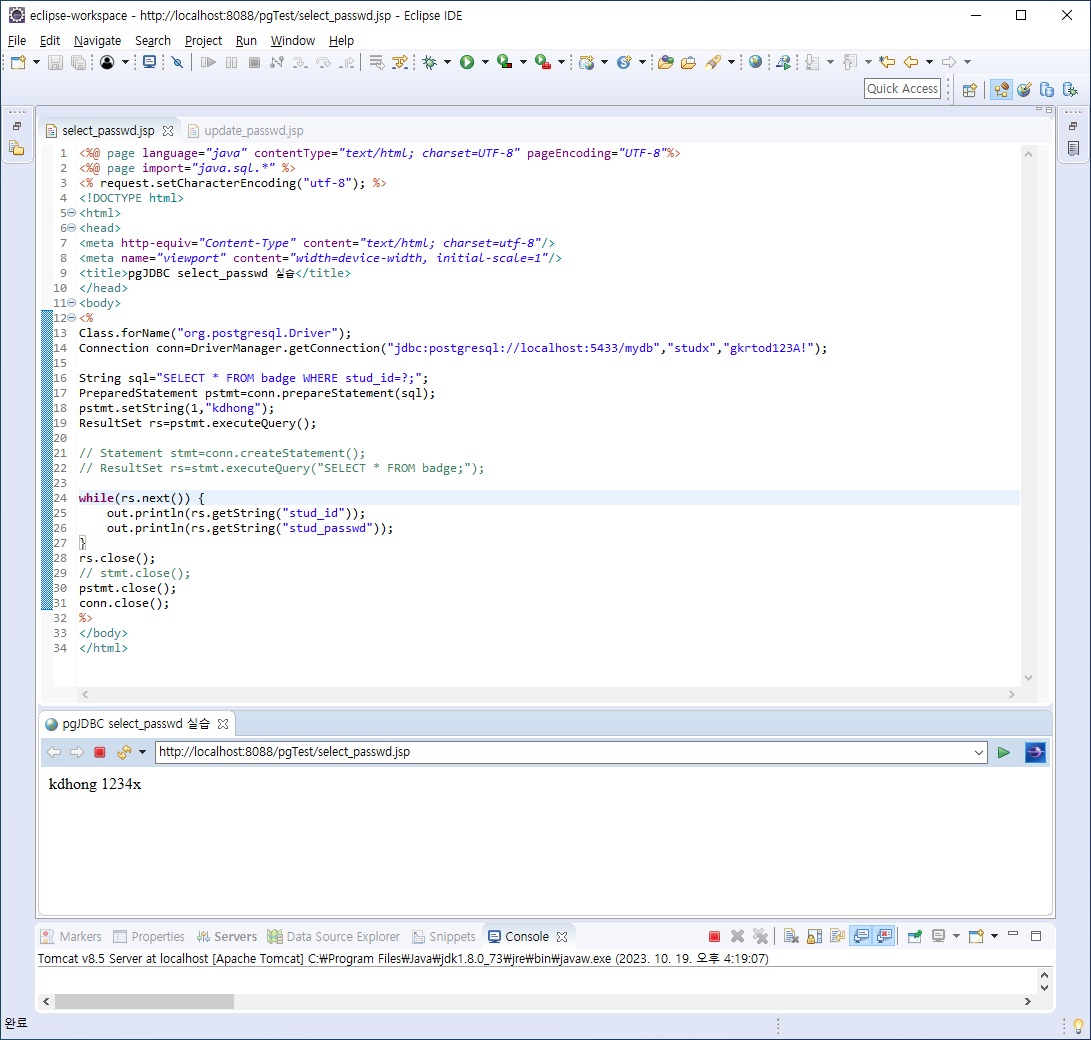 eclipse-workspace - http://localhost:8088/pgTest/select_passwd.jsp - Eclipse IDE
File Edit Navigate Search Project Run Window Help
Quick Access
select_passwd.jsp update_passwd.jsp
1 <%@ page language="java" contentType="text/html; charset=UTF-8" pageEncoding="UTF-8"%>
2 <%@ page import="java.sql.*" %>
3 <% request.setCharacterEncoding("utf-8"); %>
4 <!DOCTYPE html>
5 <html>
6 <head>
7 <meta http-equiv="Content-Type" content="text/html; charset=utf-8"/>
8 <meta name="viewport" content="width=device-width, initial-scale=1"/>
9 <title>pgJDBC select_passwd 실습</title>
10 </head>
11 <body>
12 <%
13 Class.forName("org.postgresql.Driver");
14 Connection conn=DriverManager.getConnection("jdbc:postgresql://localhost:5433/mydb","studx","gkrtod123A!");
15
16 String sql="SELECT * FROM badge WHERE stud_id=?;";
17 PreparedStatement pstmt=conn.prepareStatement(sql);
18 pstmt.setString(1,"kdhong");
19 ResultSet rs=pstmt.executeQuery();
20
21 // Statement stmt=conn.createStatement();
22 // ResultSet rs=stmt.executeQuery("SELECT * FROM badge;");
23
24 while(rs.next()) {
25     out.println(rs.getString("stud_id"));
26     out.println(rs.getString("stud_passwd"));
27 }
28 rs.close();
29 // stmt.close();
30 pstmt.close();
31 conn.close();
32 %>
33 </body>
34 </html>
pgJDBC select_passwd 실습
http://localhost:8088/pgTest/select_passwd.jsp
kdhong 1234x
Markers Properties Servers Data Source Explorer Snippets Console
Tomcat v8.5 Server at localhost [Apache Tomcat] C:₩Program Files₩Java₩jdk1.8.0_73₩jre₩bin₩javaw.exe (2023. 10. 19. 오후 4:19:07)
완료